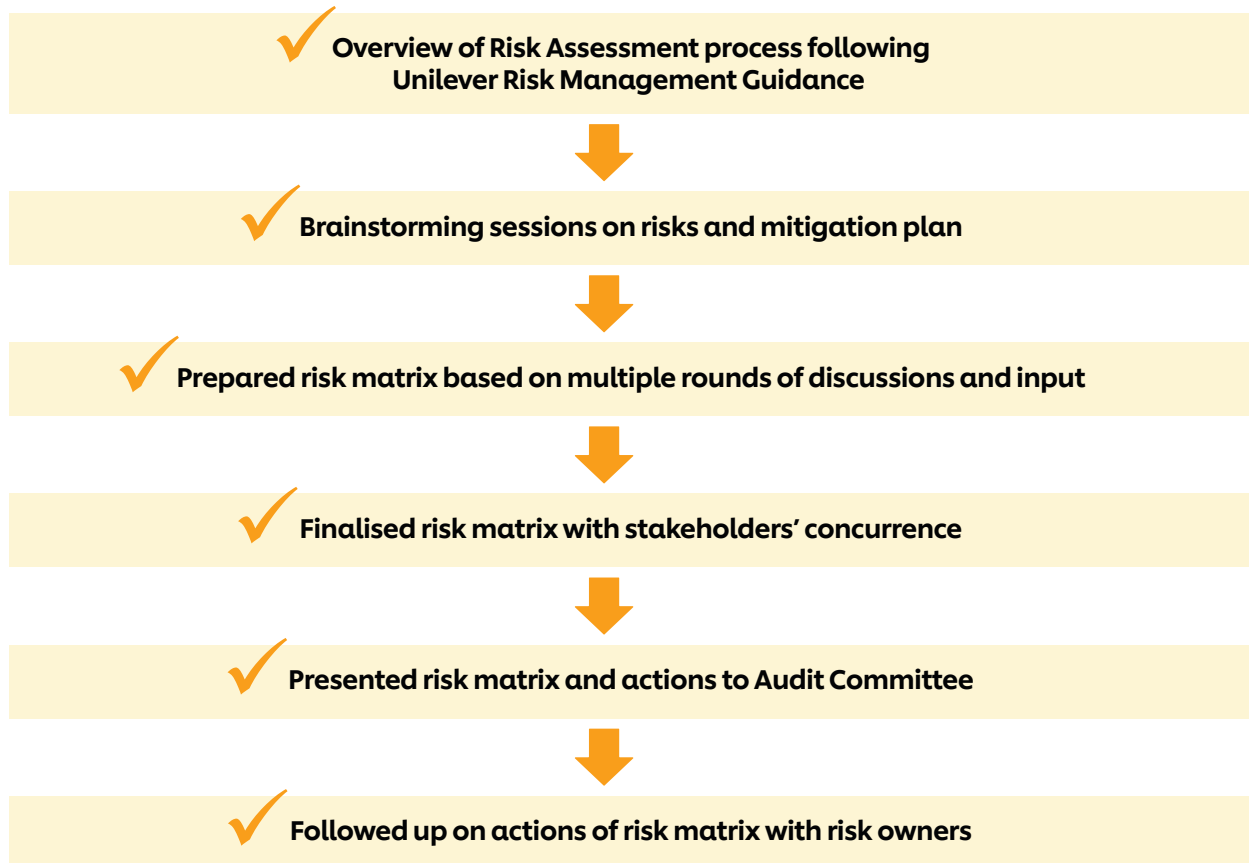 Overview of Risk Assessment process following
Unilever Risk Management Guidance
Brainstorming sessions on risks and mitigation plan
Prepared risk matrix based on multiple rounds of discussions and input
Finalised risk matrix with stakeholders’ concurrence
Presented risk matrix and actions to Audit Committee
Followed up on actions of risk matrix with risk owners